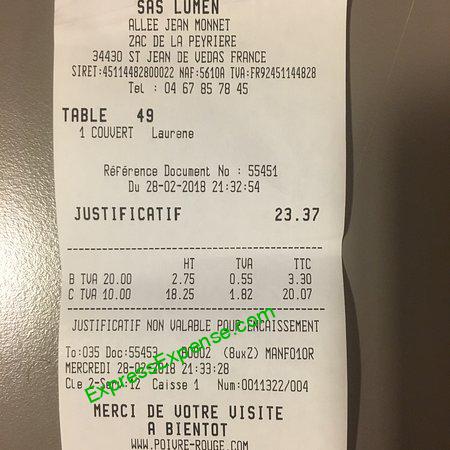 SAS LUMEN
ALLEE JEAN MONNET
ZAC DE LA PEYRIERE
34430 ST JEAN DE VEDAS FRANCE
SIRET:45114482800022 NAF:5610A TVA:FR92451144828
Tel : 04 67 85 78 45
TABLE 49
1 COUVERT Laurene
Référence Document No : 55451
Du 28-02-2018 21:32:54
JUSTIFICATIF 23.37
HT TVA TTC
B TVA 20.00 2.75 0.55 3.30
C TVA 10.00 18.25 1.82 20.07
JUSTIFICATIF NON VALABLE POUR ENCAISSEMENT
To:035 Doc:55453 (8uxZ) MANFO1OR
MERCREDI 28-02-2018 21:33:28
Cle 2-Serv:12 Caisse 1 Num:0011322/004
ExpressExpense.com
MERCI DE VOTRE VISITE
A BIENTOT
WWW.POIVRE-ROUGE.COM